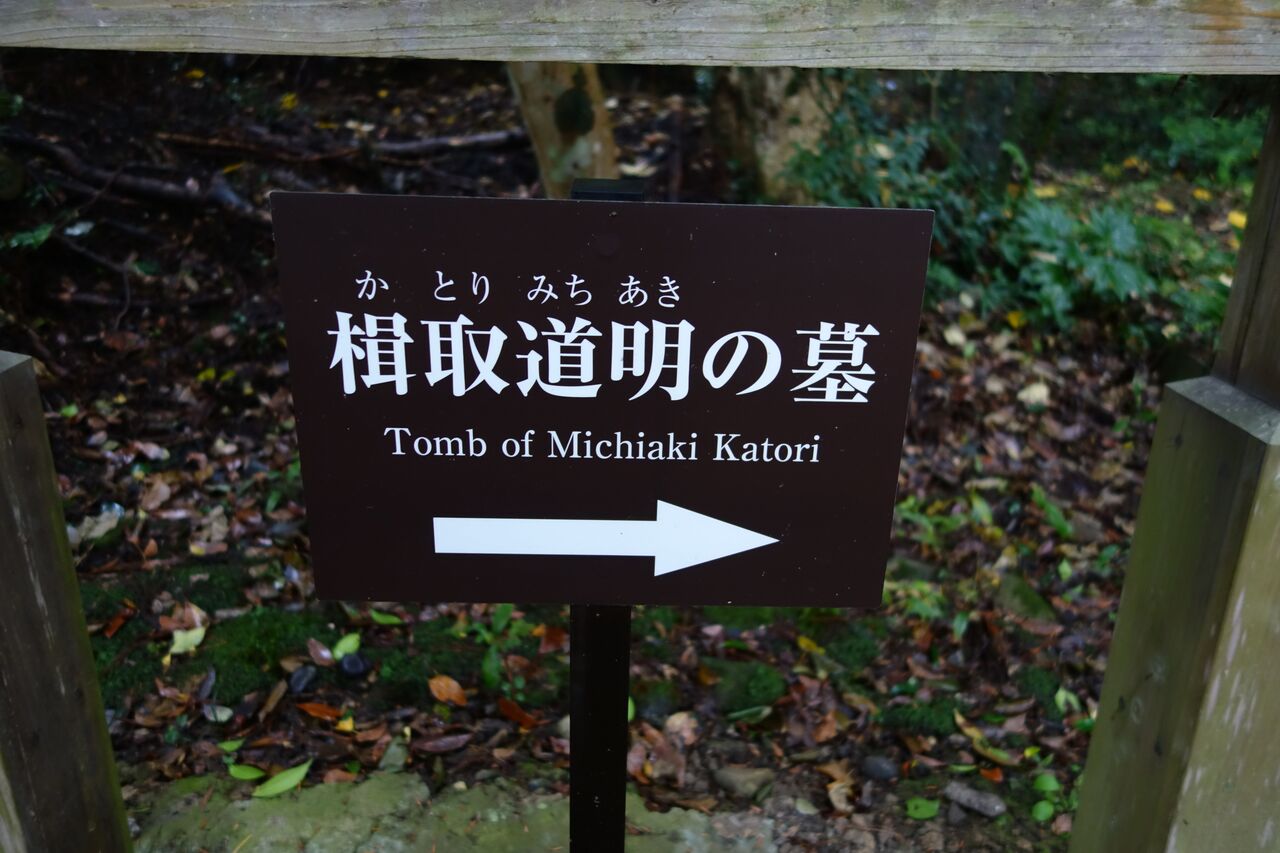 か とり みち あき
楫取道明の墓
Tomb of Michiaki Katori